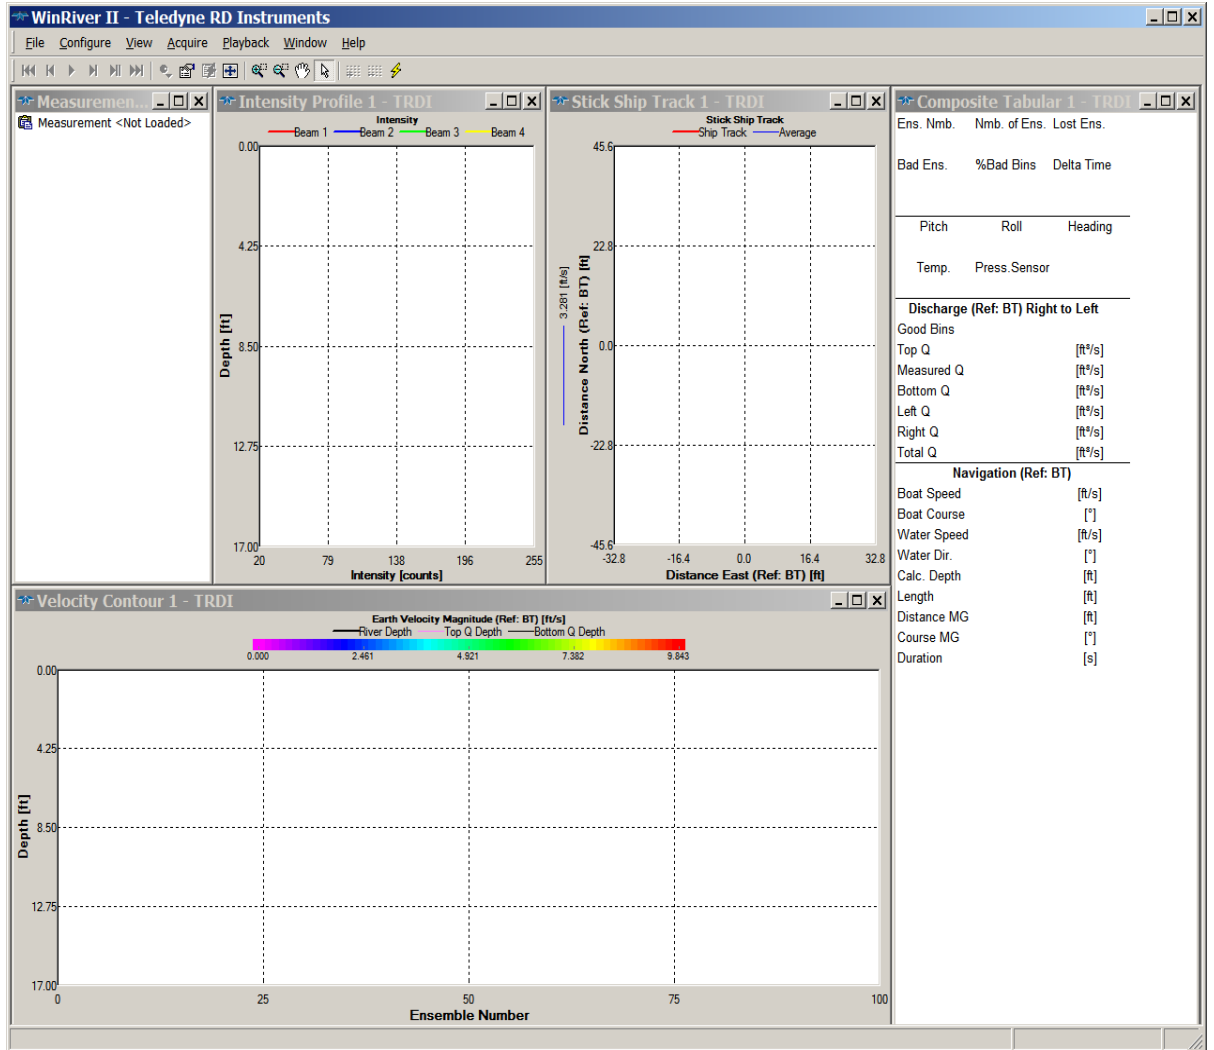 WinRiver II - Teledyne RD Instruments
File Configure View Acquire Playback Window Help
Measuremen...
Measurement <Not Loaded>
Intensity Profile 1 - TRDI
Intensity
Beam 1 Beam 2 Beam 3 Beam 4
0.00
4.25
8.50
12.75
17.00
Depth [ft]
20 79 138 196 255
Intensity [counts]
Stick Ship Track 1 - TRDI
Stick Ship Track
Ship Track Average
45.6
22.8
0.0
-22.8
-45.6
3.281 [ft/s]
Distance North (Ref: BT) [ft]
-32.8 -16.4 0.0 16.4 32.8
Distance East (Ref: BT) [ft]
Composite Tabular 1 - TRDI
Ens. Nmb. Nmb. of Ens. Lost Ens.
Bad Ens. %Bad Bins Delta Time
Pitch Roll Heading
Temp. Press.Sensor
Discharge (Ref: BT) Right to Left
Good Bins
Top Q [ft³/s]
Measured Q [ft³/s]
Bottom Q [ft³/s]
Left Q [ft³/s]
Right Q [ft³/s]
Total Q [ft³/s]
Navigation (Ref: BT)
Boat Speed [ft/s]
Boat Course [°]
Water Speed [ft/s]
Water Dir. [°]
Calc. Depth [ft]
Length [ft]
Distance MG [ft]
Course MG [°]
Duration [s]
Velocity Contour 1 - TRDI
Earth Velocity Magnitude (Ref: BT) [ft/s]
River Depth Top Q Depth Bottom Q Depth
0.000 2.461 4.921 7.382 9.843
0.00
4.25
8.50
12.75
17.00
Depth [ft]
0 25 50 75 100
Ensemble Number